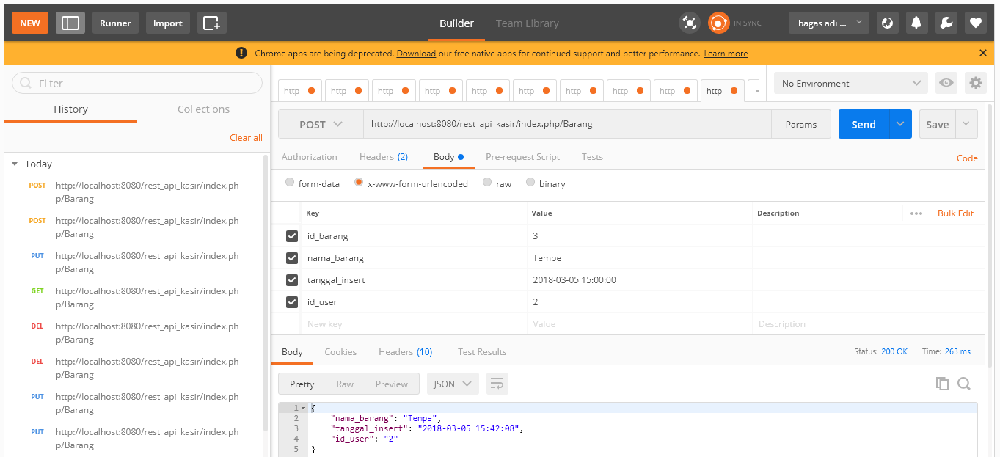 NEW Runner Import Builder Team Library IN SYNC bagas adi ...
Chrome apps are being deprecated. Download our free native apps for continued support and better performance. Learn more
Filter
History Collections
Clear all
Today
POST http://localhost:8080/rest_api_kasir/index.ph
p/Barang
POST http://localhost:8080/rest_api_kasir/index.ph
p/Barang
PUT http://localhost:8080/rest_api_kasir/index.ph
p/Barang
GET http://localhost:8080/rest_api_kasir/index.ph
p/Barang
DEL http://localhost:8080/rest_api_kasir/index.ph
p/Barang
DEL http://localhost:8080/rest_api_kasir/index.ph
p/Barang
PUT http://localhost:8080/rest_api_kasir/index.ph
p/Barang
PUT http://localhost:8080/rest_api_kasir/index.ph
p/Barang
http http http http http http http http http http
No Environment
POST http://localhost:8080/rest_api_kasir/index.php/Barang Params Send Save
Authorization Headers (2) Body Pre-request Script Tests Code
form-data x-www-form-urlencoded raw binary
Key Value Description ••• Bulk Edit
id_barang 3
nama_barang Tempe
tanggal_insert 2018-03-05 15:00:00
id_user 2
New key Value Description
Body Cookies Headers (10) Test Results Status: 200 OK Time: 263 ms
Pretty Raw Preview JSON
1 {
2 "nama_barang": "Tempe",
3 "tanggal_insert": "2018-03-05 15:42:08",
4 "id_user": "2"
5 }